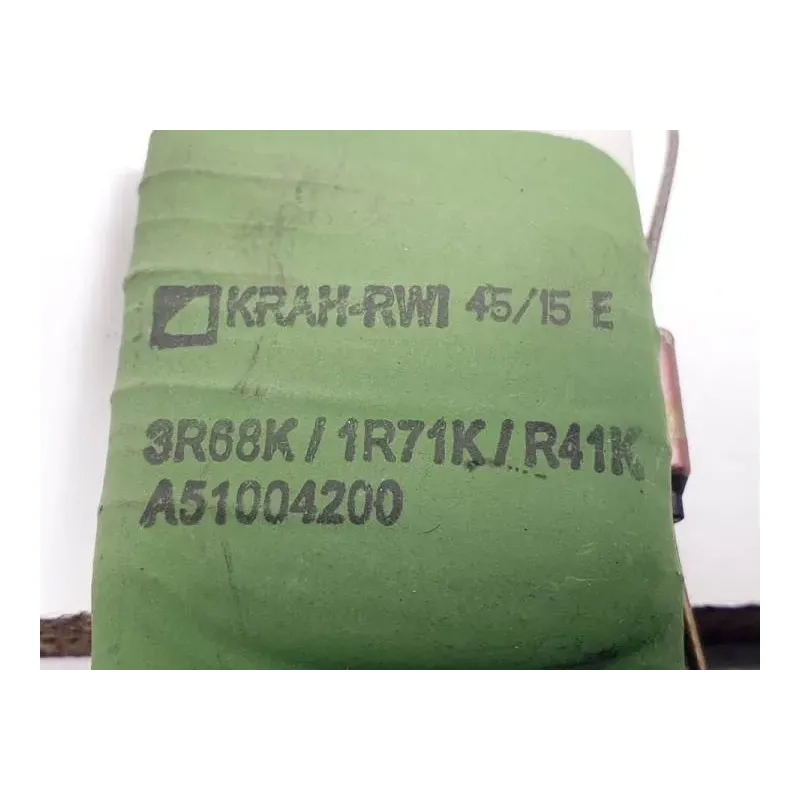 KRAH-RWI 45/15 E
3R68K / 1R71K / R41K
A51004200